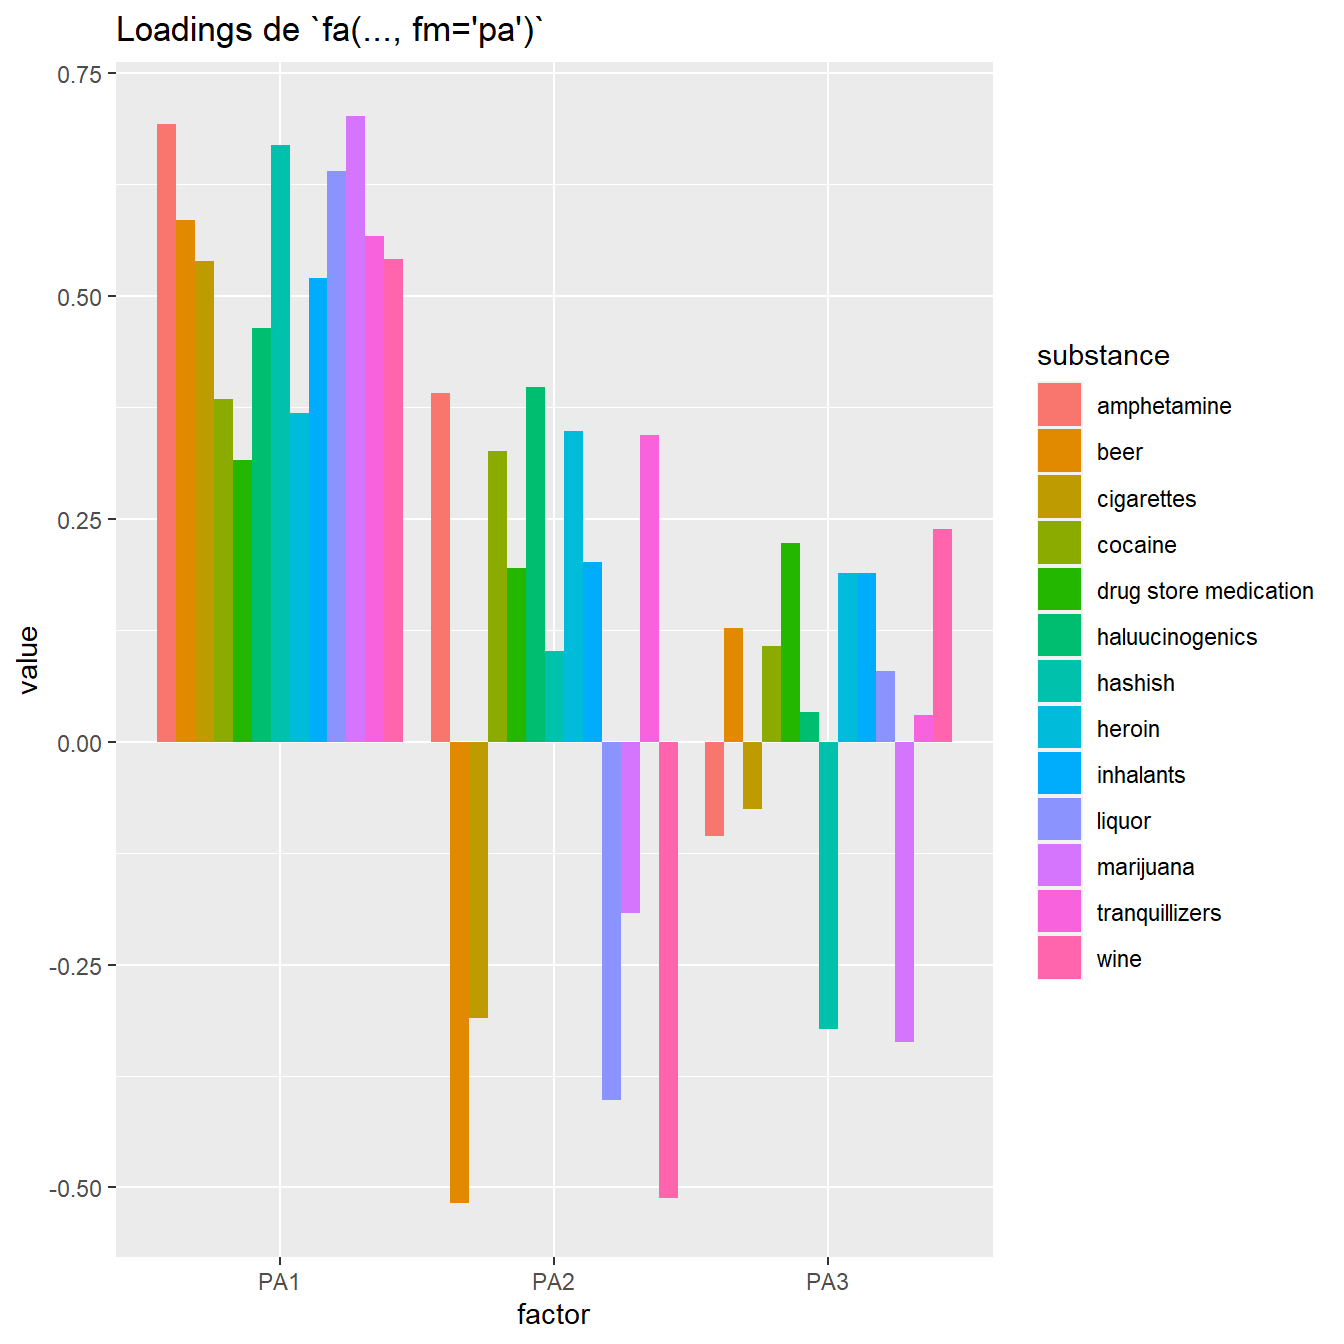 Loadings de `fa(..., fm='pa')`
0.75
0.50
0.25
0.00
-0.25
-0.50
value
PA1
PA2
PA3
factor
substance
amphetamine
beer
cigarettes
cocaine
drug store medication
haluucinogenics
hashish
heroin
inhalants
liquor
marijuana
tranquillizers
wine